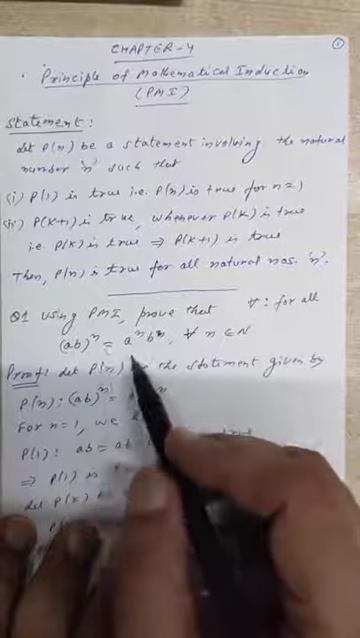 CHAPTER-4
①
Principle of Mathematical Induction
(PMI)
Statement:
Let P(n) be a statement involving the natural
number 'n' such that
(i) P(1) is true i.e. P(n) is true for n=1
(ii) P(K+1) is true, whenever P(K) is true
i.e. P(K) is true ⇒ P(K+1) is true
Then, P(n) is true for all natural nos. 'n'.
Q1 Using PMI, prove that ∀: for all
(ab)ⁿ = aⁿbⁿ, ∀ n ∈ N
Proof: Let P(n) the statement given by
P(n): (ab)ⁿ =
For n=1, we
P(1): ab = ab
⇒ P(1) is
Let P(K)